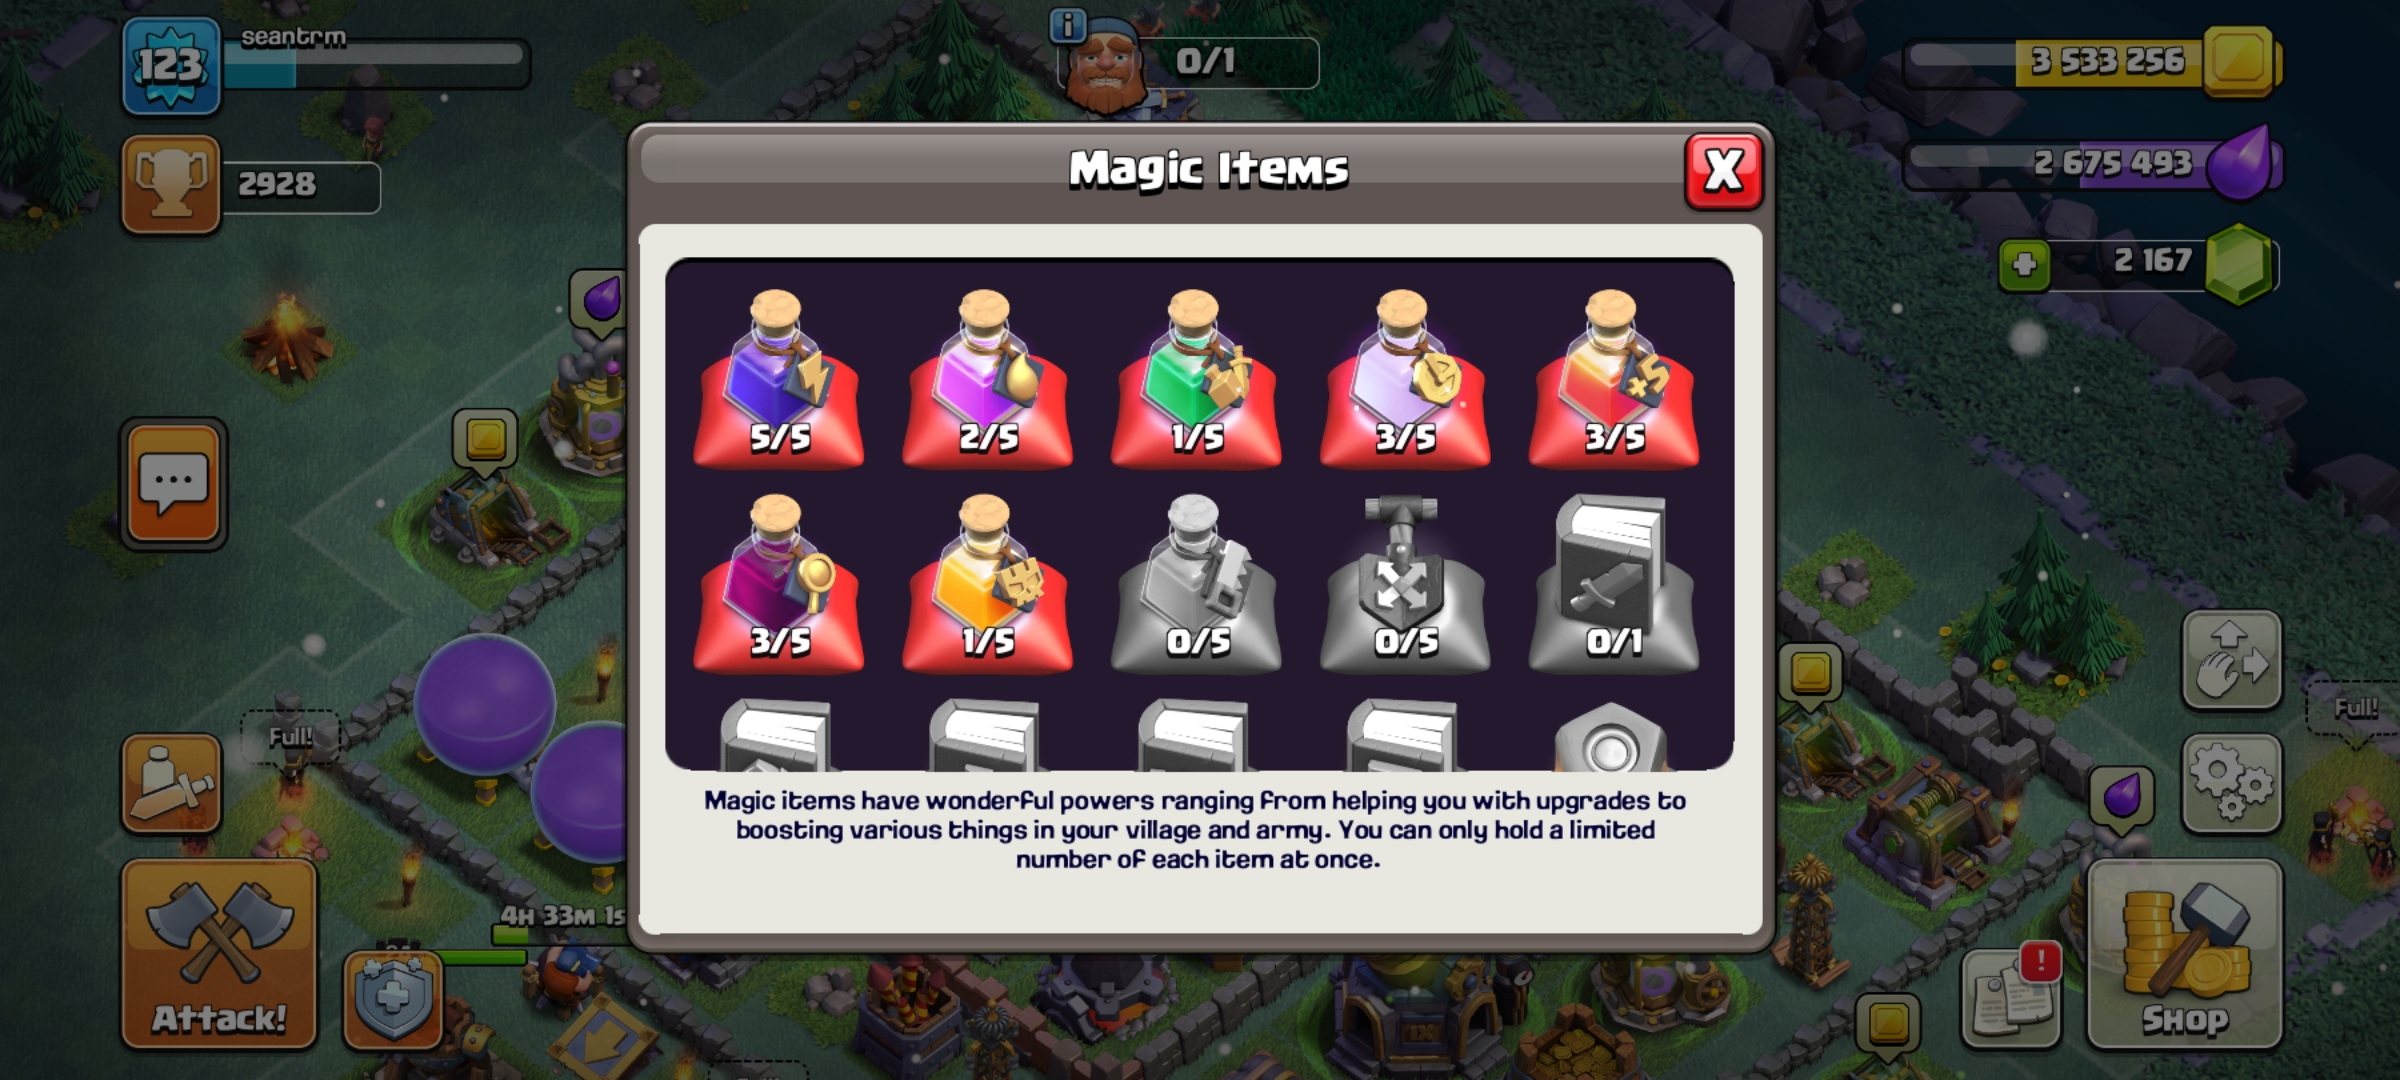 123
seantrm
0/1
3 533 256
2928
Magic Items
X
2 675 493
2 167
5/5
2/5
1/5
3/5
3/5
3/5
1/5
0/5
0/5
0/1
Full!
Full!
Magic items have wonderful powers ranging from helping you with upgrades to
boosting various things in your village and army. You can only hold a limited
number of each item at once.
4H 33M 1s
Attack!
Shop